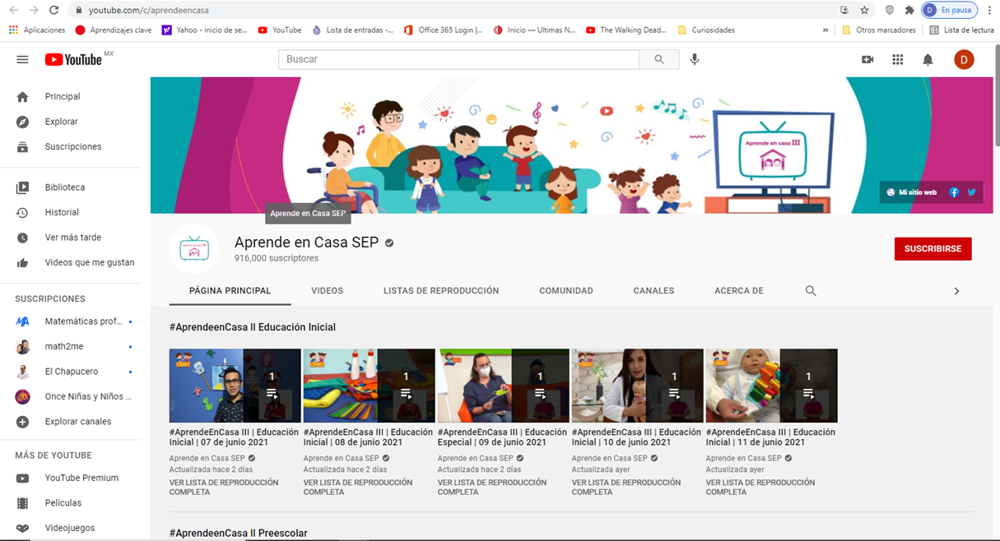 youtube.com/c/aprendeencasa
D En pausa
Aplicaciones Aprendizajes clave Yahoo - inicio de se... YouTube Lista de entradas -... Office 365 Login |... Inicio — Ultimas N... The Walking Dead... Curiosidades » Otros marcadores Lista de lectura
YouTube MX
Buscar
D
Principal
Explorar
Suscripciones
Biblioteca
Historial
Ver más tarde
Videos que me gustan
SUSCRIPCIONES
Matemáticas prof...
math2me
El Chapucero
Once Niñas y Niños ...
Explorar canales
MÁS DE YOUTUBE
YouTube Premium
Películas
Videojuegos
Aprende en casa III
Mi sitio web
Aprende en Casa SEP
Aprende en Casa SEP
916,000 suscriptores
SUSCRIBIRSE
PÁGINA PRINCIPAL VIDEOS LISTAS DE REPRODUCCIÓN COMUNIDAD CANALES ACERCA DE
#AprendeenCasa II Educación Inicial
1 1 1 1 1
#AprendeEnCasa III | Educación
Inicial | 07 de junio 2021
Aprende en Casa SEP
Actualizada hace 2 días
VER LISTA DE REPRODUCCIÓN
COMPLETA
#AprendeEnCasa III | Educación
Inicial | 08 de junio 2021
Aprende en Casa SEP
Actualizada hace 2 días
VER LISTA DE REPRODUCCIÓN
COMPLETA
#AprendeEnCasa III | Educación
Especial | 09 de junio 2021
Aprende en Casa SEP
Actualizada hace 2 días
VER LISTA DE REPRODUCCIÓN
COMPLETA
#AprendeEnCasa III | Educación
Inicial | 10 de junio 2021
Aprende en Casa SEP
Actualizada ayer
VER LISTA DE REPRODUCCIÓN
COMPLETA
#AprendeEnCasa III | Educación
Inicial | 11 de junio 2021
Aprende en Casa SEP
Actualizada ayer
VER LISTA DE REPRODUCCIÓN
COMPLETA
#AprendeenCasa II Preescolar